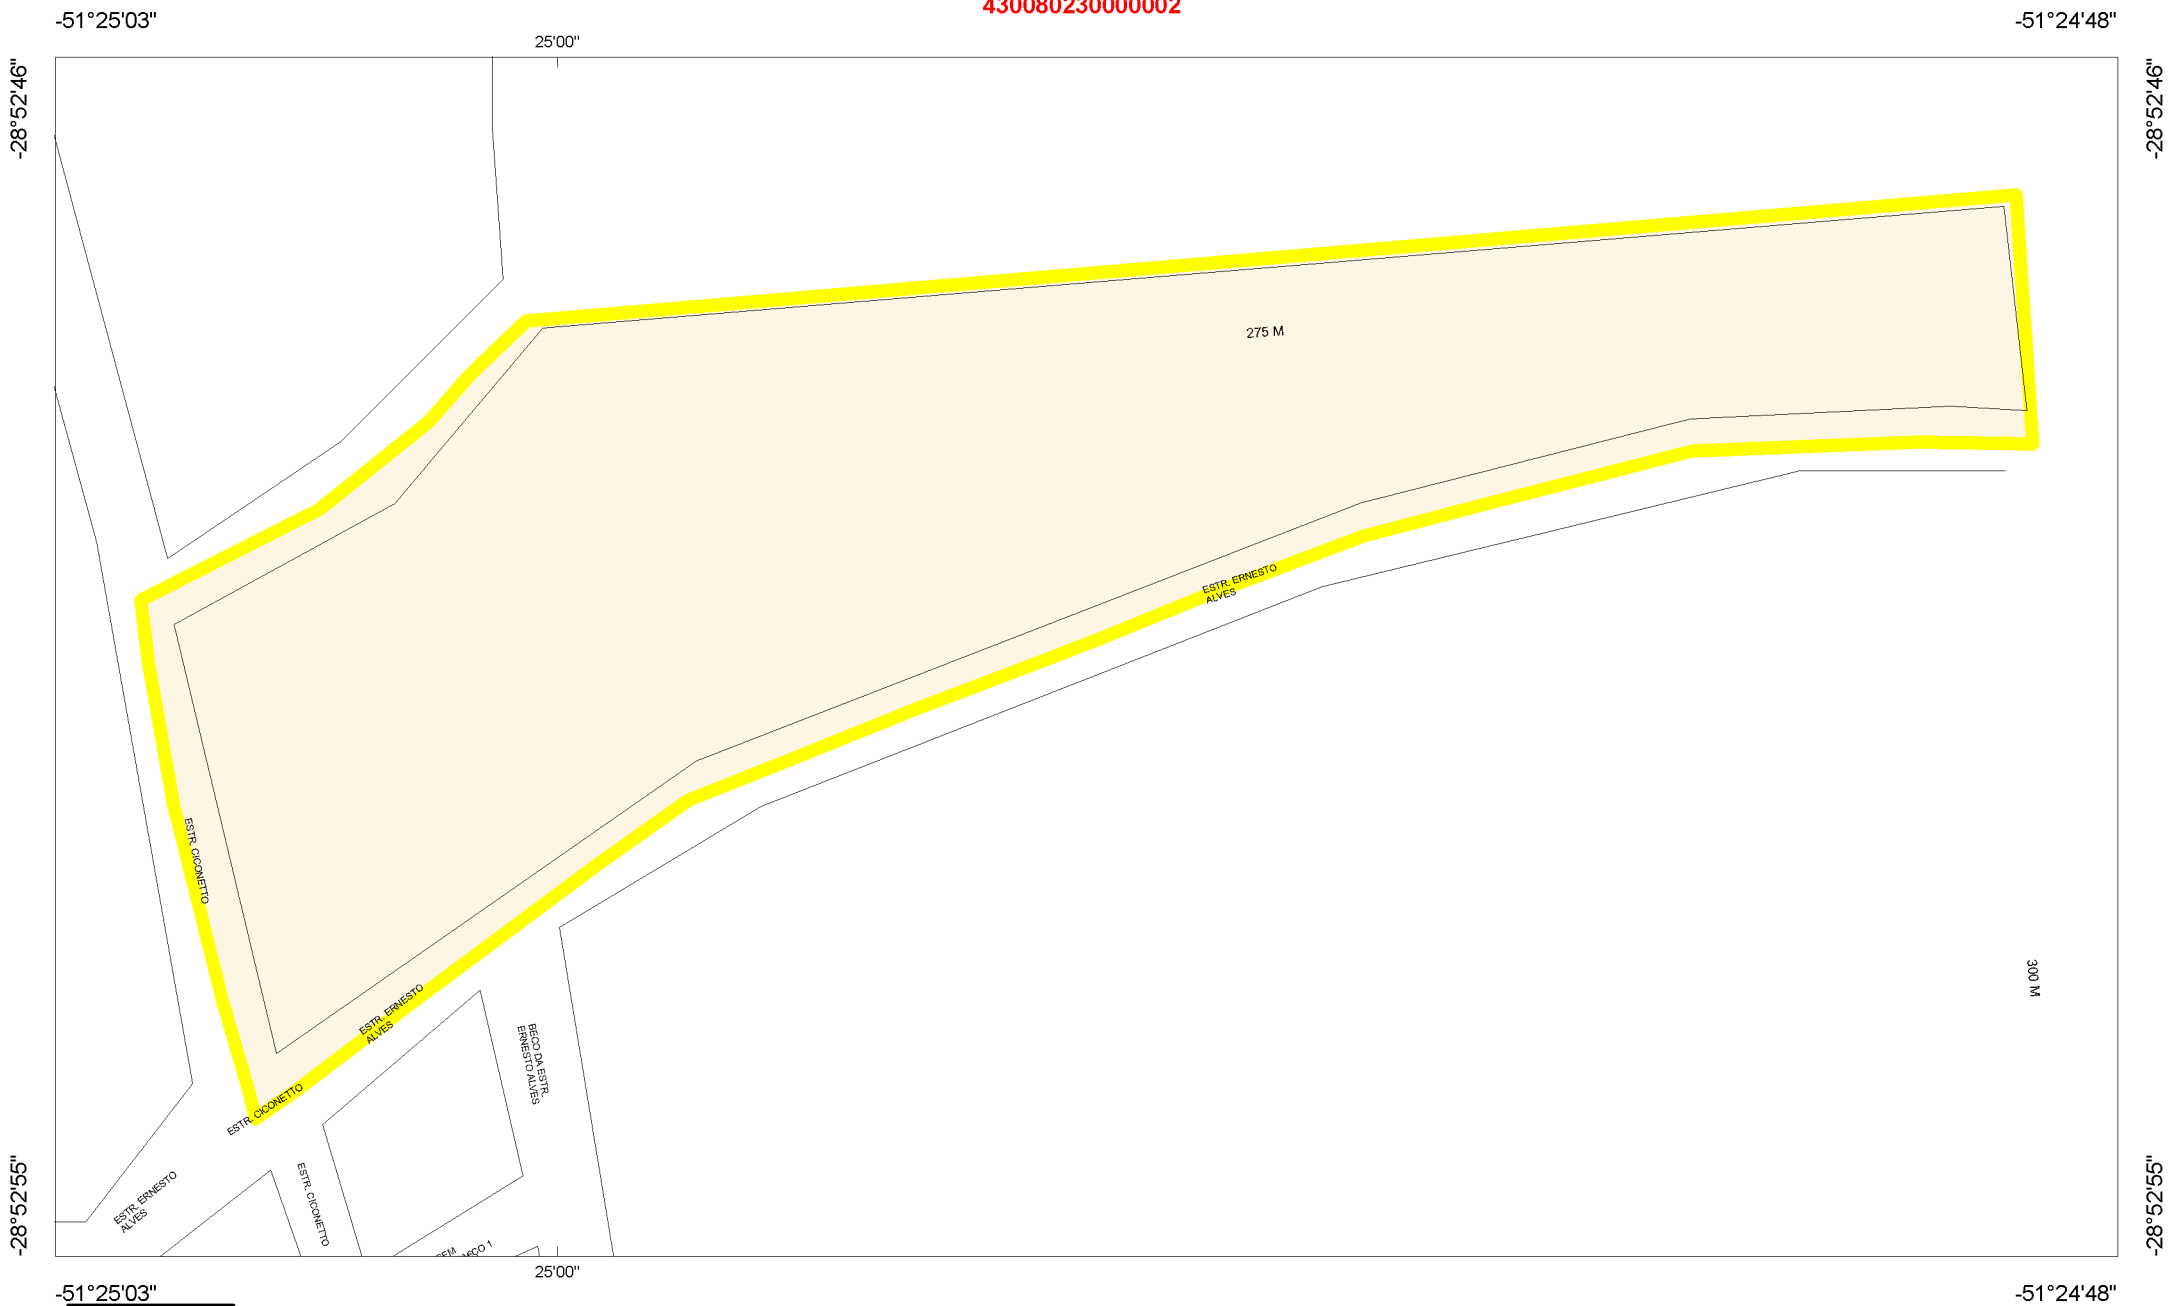 430080230000002
-51°25'03"
-51°24'48"
25'00"
-28°52'46"
-28°52'46"
275 M
ESTR. ERNESTO
ALVES
ESTR. CICONETTO
300 M
ESTR. ERNESTO
ALVES
BECO DA ESTR.
ERNESTO ALVES
ESTR. CICONETTO
ESTR. ERNESTO
ALVES
ESTR. CICONETTO
-28°52'55"
-28°52'55"
25'00"
-51°25'03"
-51°24'48"